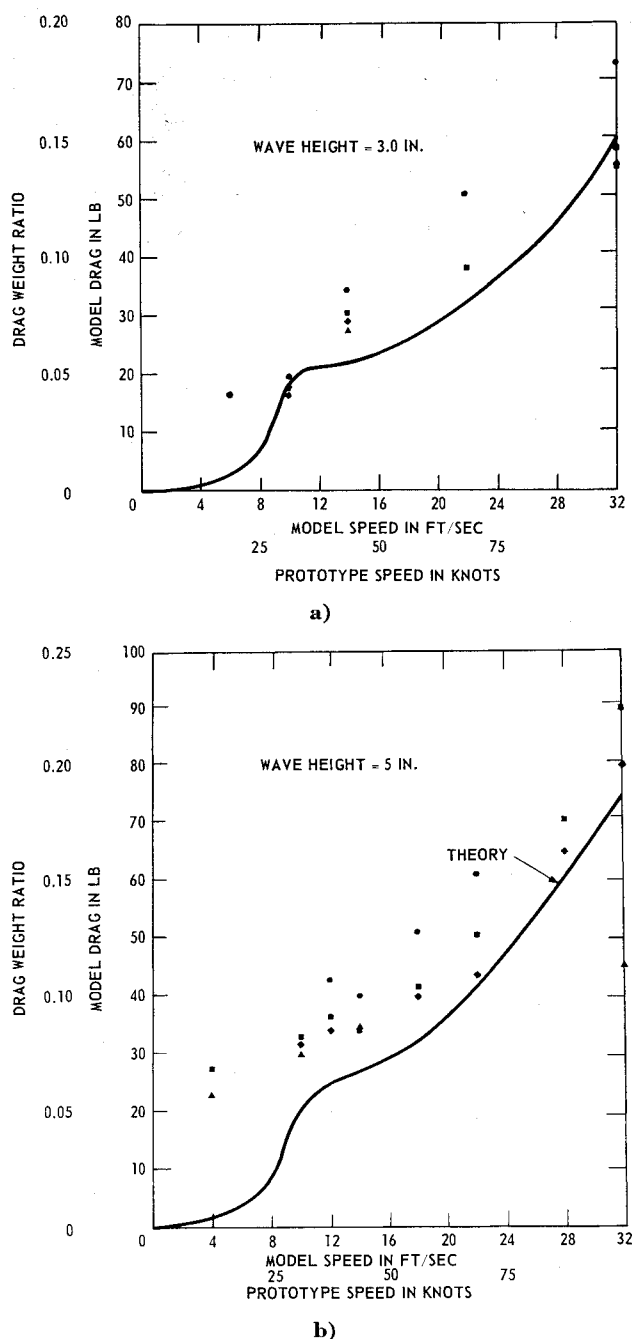 0.20
0.15
0.10
0.05
0
DRAG WEIGHT RATIO
80
70
60
50
40
30
20
10
MODEL DRAG IN LB
WAVE HEIGHT = 3.0 IN.
0 4 8 12 16 20 24 28 32
MODEL SPEED IN FT/SEC
25 50 75
PROTOTYPE SPEED IN KNOTS
a)
0.25
0.20
0.15
0.10
0.05
0
DRAG WEIGHT RATIO
100
90
80
70
60
50
40
30
20
10
MODEL DRAG IN LB
WAVE HEIGHT = 5 IN.
THEORY
0 4 8 12 16 20 24 28 32
MODEL SPEED IN FT/SEC
25 50 75
PROTOTYPE SPEED IN KNOTS
b)